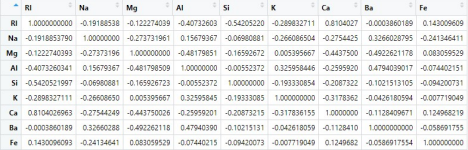 RI Na Mg Al Si K Ca Ba Fe
RI 1.0000000000 -0.19188538 -0.122274039 -0.40732603 -0.54205220 -0.289832711 0.8104027 -0.0003860189 0.143009609
Na -0.1918853790 1.00000000 -0.273731961 0.15679367 -0.06980881 -0.266086504 -0.2754425 0.3266028795 -0.241346411
Mg -0.1222740393 -0.27373196 1.000000000 -0.48179851 -0.16592672 0.005395667 -0.4437500 -0.4922621178 0.083059529
Al -0.4073260341 0.15679367 -0.481798509 1.00000000 -0.00552372 0.325958446 -0.2595920 0.4794039017 -0.074402151
Si -0.5420521997 -0.06980881 -0.165926723 -0.00552372 1.00000000 -0.193330854 -0.2087322 -0.1021513105 -0.094200731
K -0.2898327111 -0.26608650 0.005395667 0.32595845 -0.19333085 1.000000000 -0.3178362 -0.0426180594 -0.007719049
Ca 0.8104026963 -0.27544249 -0.443750026 -0.25959201 -0.20873215 -0.317836155 1.0000000 -0.1128409671 0.124968219
Ba -0.0003860189 0.32660288 -0.492262118 0.47940390 -0.10215131 -0.042618059 -0.1128410 1.0000000000 -0.058691755
Fe 0.1430096093 -0.24134641 0.083059529 -0.07440215 -0.09420073 -0.007719049 0.1249682 -0.0586917554 1.000000000